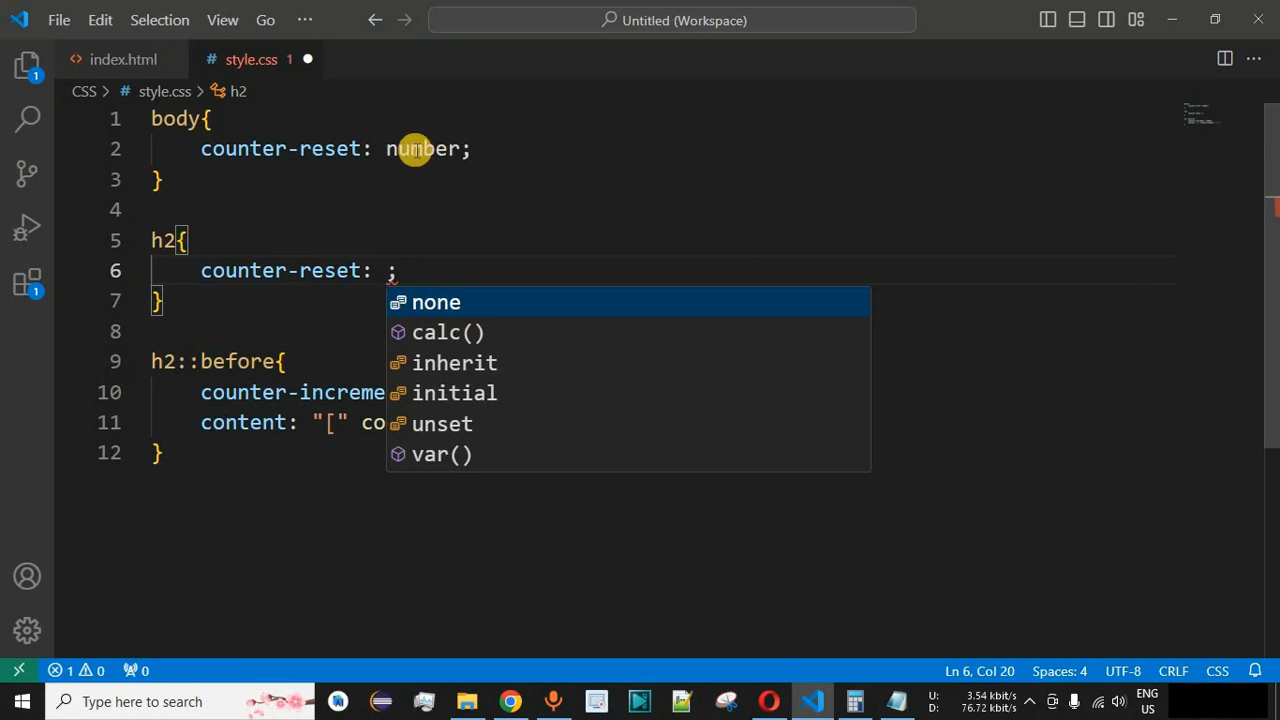 File Edit Selection View Go ··· Untitled (Workspace)
index.html # style.css 1
CSS > # style.css > h2
1 body{
2 counter-reset: number;
3 }
4
5 h2{
6 counter-reset: ;
7 }
8
9 h2::before{
10 counter-increme
11 content: "[" co
12 }
none
calc()
inherit
initial
unset
var()
1
1
1 0 0 Ln 6, Col 20 Spaces: 4 UTF-8 CRLF CSS
Type here to search U: 3.54 kbit/s ENG
D: 76.72 kbit/s US